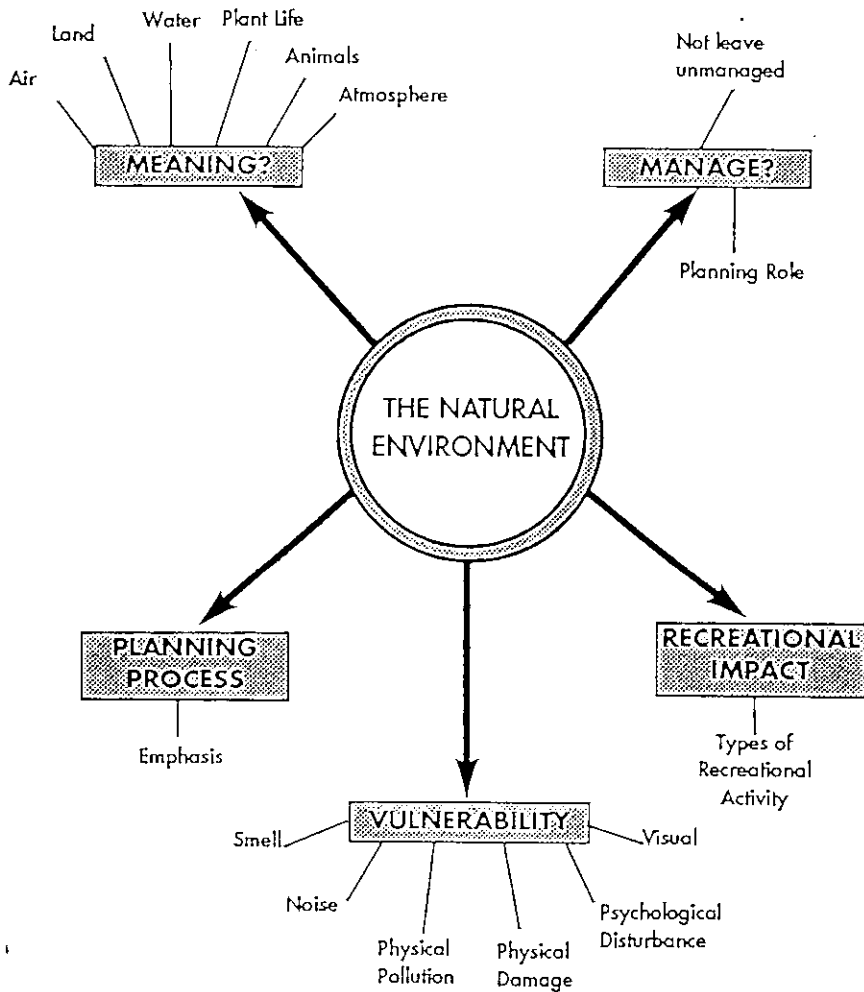 Air
Land
Water
Plant Life
Animals
Atmosphere
MEANING?
Not leave
unmanaged
MANAGE?
Planning Role
THE NATURAL
ENVIRONMENT
PLANNING
PROCESS
Emphasis
RECREATIONAL
IMPACT
Types of
Recreational
Activity
VULNERABILITY
Smell
Noise
Physical
Pollution
Physical
Damage
Psychological
Disturbance
Visual